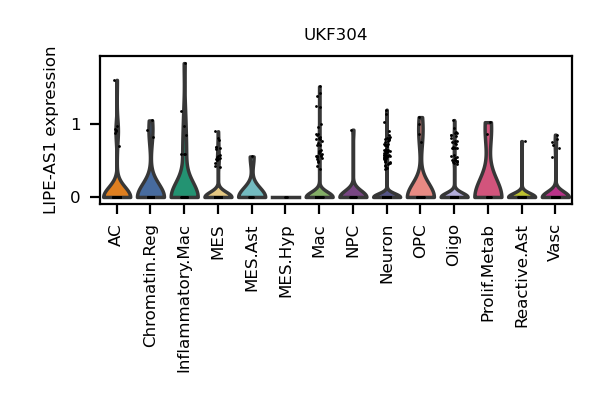 UKF304
LIPE-AS1 expression
1
0
AC
Chromatin.Reg
Inflammatory.Mac
MES
MES.Ast
MES.Hyp
Mac
NPC
Neuron
OPC
Oligo
Prolif.Metab
Reactive.Ast
Vasc